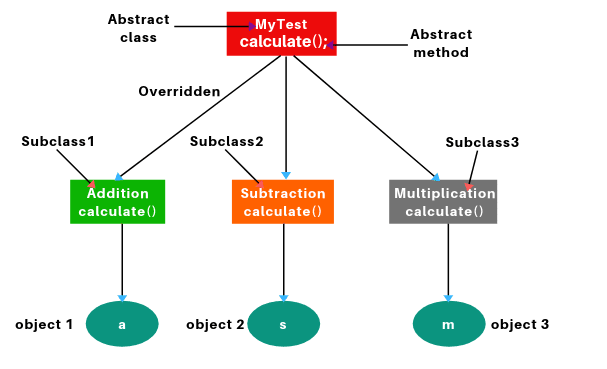 Abstract
class
MyTest
calculate();
Abstract
method
Overridden
Subclass1
Subclass2
Subclass3
Addition
calculate()
Subtraction
calculate()
Multiplication
calculate()
object 1
a
object 2
s
m
object 3